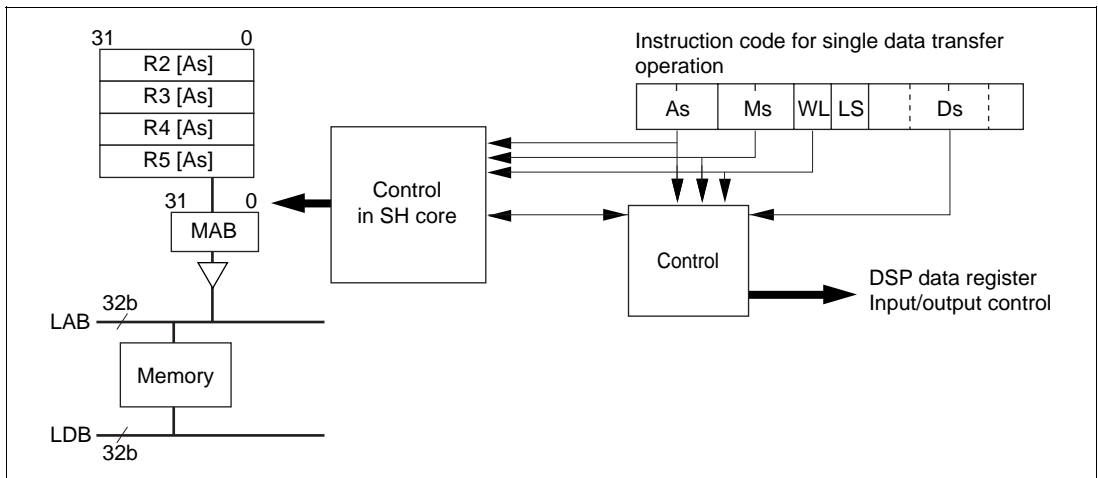 31 0
R2 [As]
R3 [As]
R4 [As]
R5 [As]
31 0
MAB
32b
LAB
Memory
LDB
32b
Control
in SH core
Instruction code for single data transfer
operation
As Ms WL LS Ds
Control
DSP data register
Input/output control